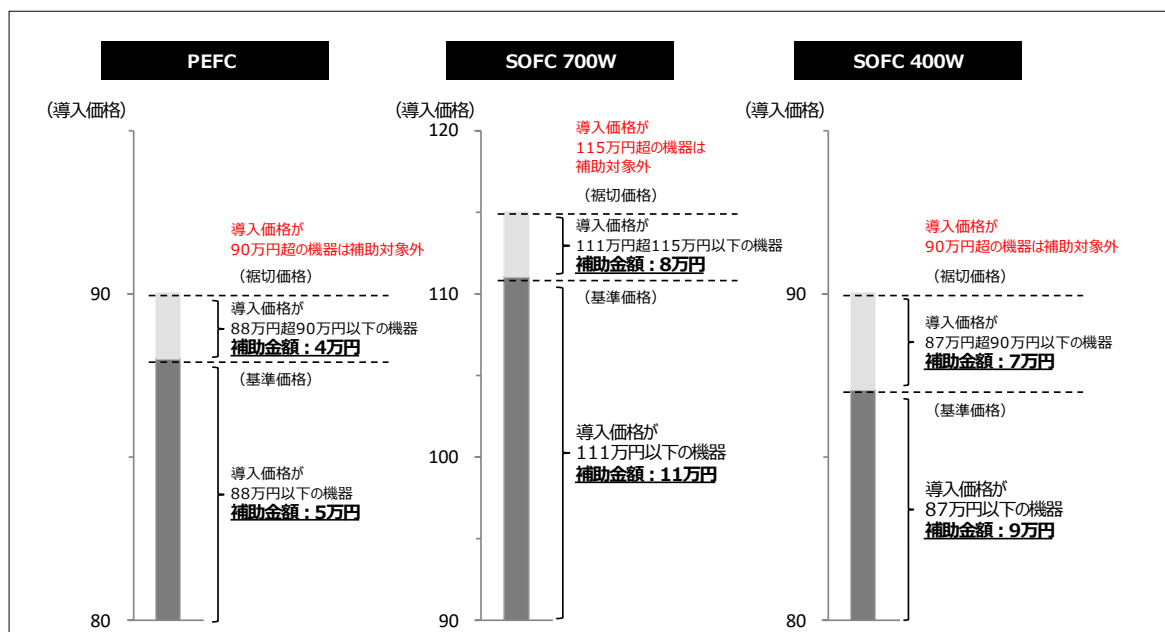 PEFC
（導入価格）
導入価格が
90万円超の機器は補助対象外
（裾切価格）
90
導入価格が
88万円超90万円以下の機器
補助金額：4万円
（基準価格）
導入価格が
88万円以下の機器
補助金額：5万円
80
SOFC 700W
（導入価格）
120
導入価格が
115万円超の機器は
補助対象外
（裾切価格）
導入価格が
111万円超115万円以下の機器
補助金額：8万円
110
（基準価格）
導入価格が
111万円以下の機器
補助金額：11万円
100
90
SOFC 400W
（導入価格）
導入価格が
90万円超の機器は補助対象外
（裾切価格）
90
導入価格が
87万円超90万円以下の機器
補助金額：7万円
（基準価格）
導入価格が
87万円以下の機器
補助金額：9万円
80